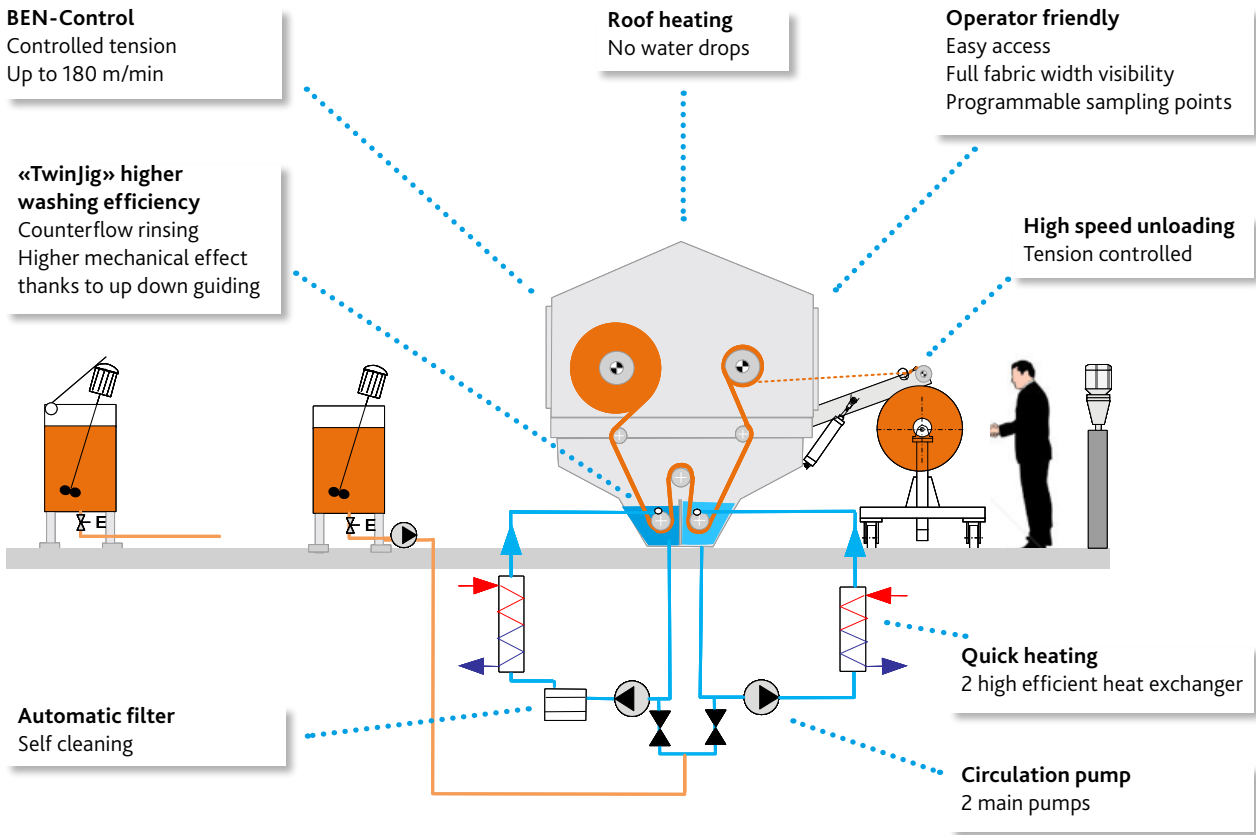 BEN-Control
Controlled tension
Up to 180 m/min
Roof heating
No water drops
Operator friendly
Easy access
Full fabric width visibility
Programmable sampling points
«TwinJig» higher
washing efficiency
Counterflow rinsing
Higher mechanical effect
thanks to up down guiding
High speed unloading
Tension controlled
E
E
Quick heating
2 high efficient heat exchanger
Automatic filter
Self cleaning
Circulation pump
2 main pumps